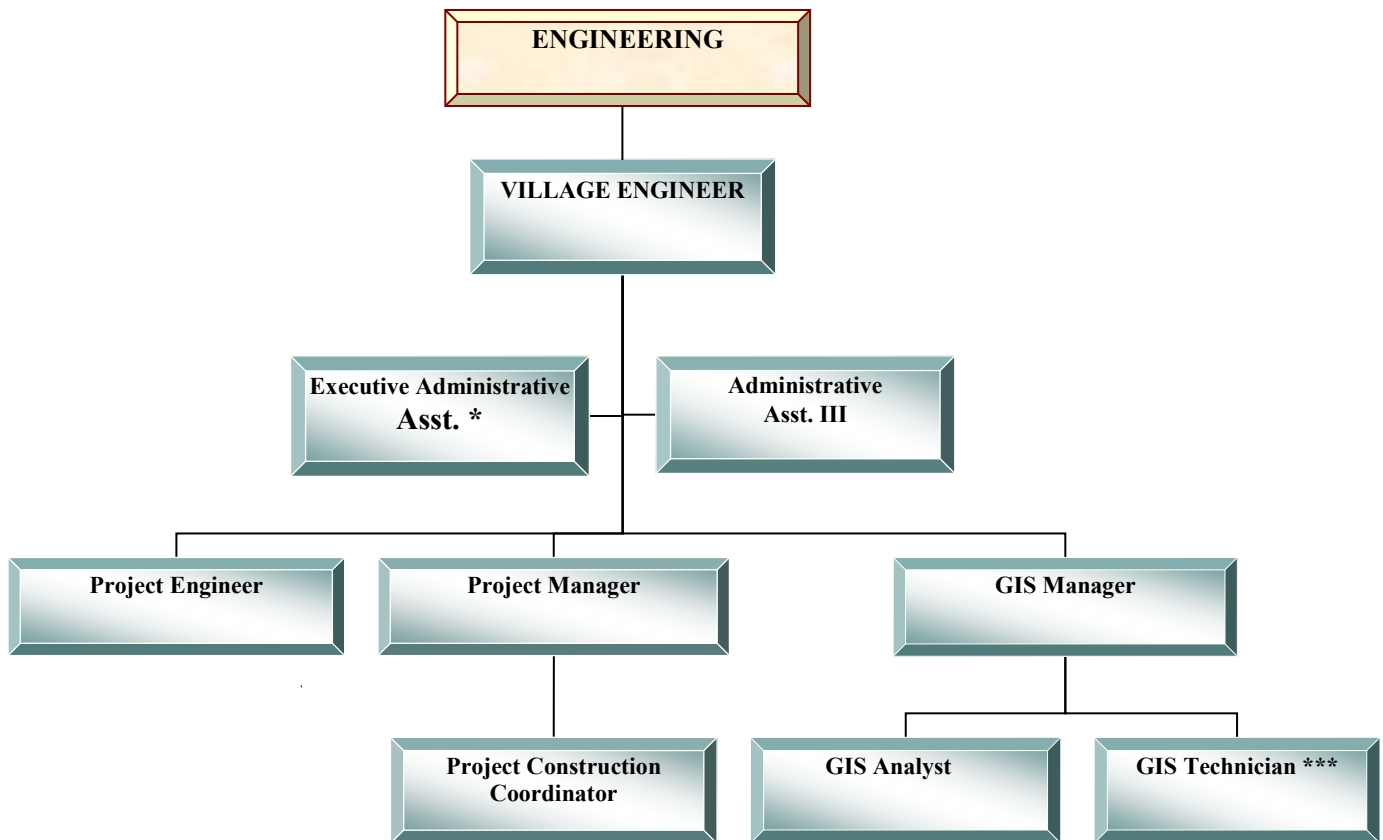 ENGINEERING
VILLAGE ENGINEER
Executive Administrative
Asst. *
Administrative
Asst. III
Project Engineer
Project Manager
GIS Manager
Project Construction
Coordinator
GIS Analyst
GIS Technician ***